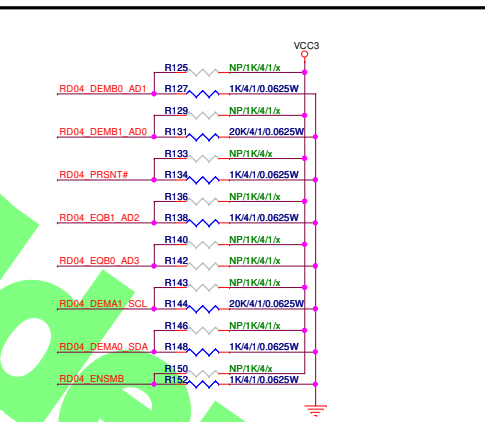 VCC3
R125 NP/1K/4/1/x
RD04_DEMB0_AD1 R127 1K/4/1/0.0625W
R129 NP/1K/4/1/x
RD04_DEMB1_AD0 R131 20K/4/1/0.0625W
R133 NP/1K/4/x
RD04_PRSNT# R134 1K/4/1/0.0625W
R136 NP/1K/4/1/x
RD04_EQB1_AD2 R138 1K/4/1/0.0625W
R140 NP/1K/4/1/x
RD04_EQB0_AD3 R142 NP/1K/4/1/x
R143 NP/1K/4/1/x
RD04_DEMA1_SCL R144 20K/4/1/0.0625W
R146 NP/1K/4/1/x
RD04_DEMA0_SDA R148 1K/4/1/0.0625W
R150 NP/1K/4/x
RD04_ENSMB R152 1K/4/1/0.0625W